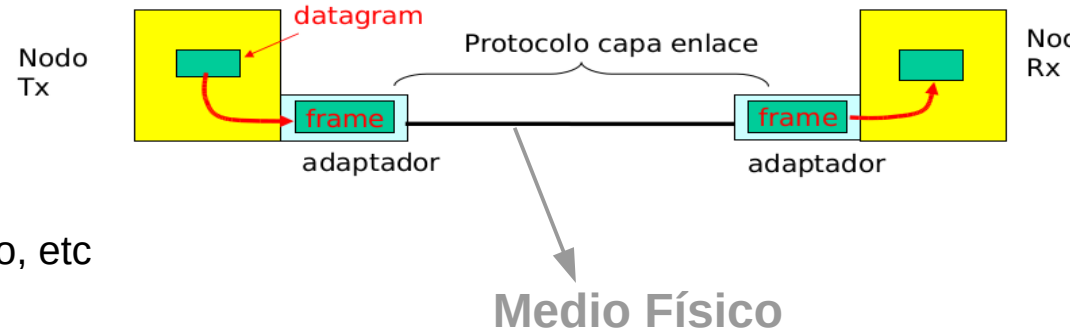 datagram
Nodo
Tx
Protocolo capa enlace
Rx
frame
frame
adaptador
adaptador
o, etc
Medio Físico